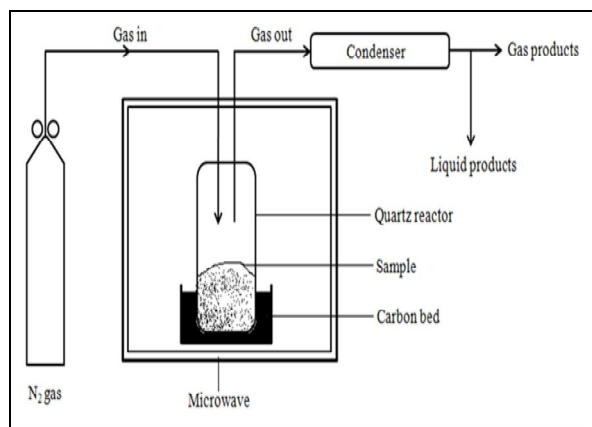 Gas in
Gas out
Condenser
Gas products
Liquid products
Quartz reactor
Sample
Carbon bed
N₂ gas
Microwave